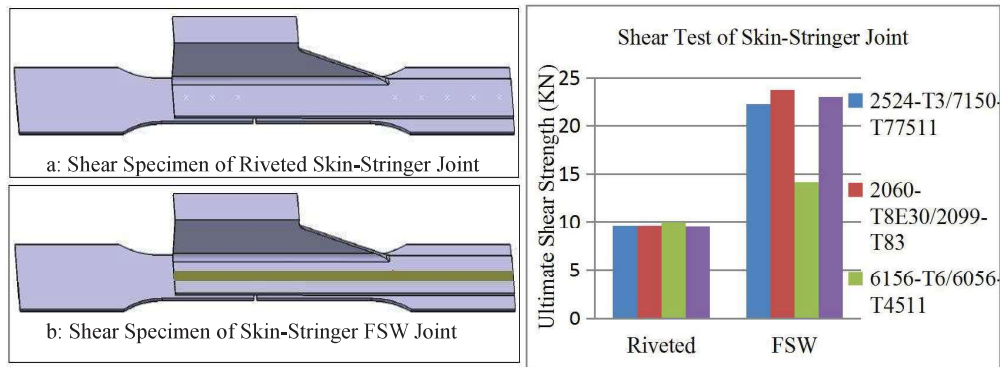 a: Shear Specimen of Riveted Skin-Stringer Joint
b: Shear Specimen of Skin-Stringer FSW Joint
Shear Test of Skin-Stringer Joint
Ultimate Shear Strength (KN)
25
20
15
10
5
0
Riveted
FSW
2524-T3/7150-
T77511
2060-
T8E30/2099-
T83
6156-T6/6056-
T4511